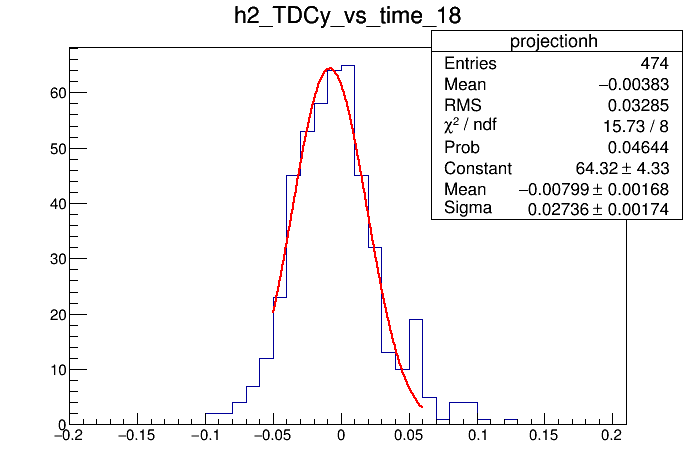 h2_TDCy_vs_time_18
projectionh
Entries 474
Mean −0.00383
RMS 0.03285
χ² / ndf 15.73 / 8
Prob 0.04644
Constant 64.32 ± 4.33
Mean −0.00799 ± 0.00168
Sigma 0.02736 ± 0.00174
60
50
40
30
20
10
0
−0.2 −0.15 −0.1 −0.05 0 0.05 0.1 0.15 0.2